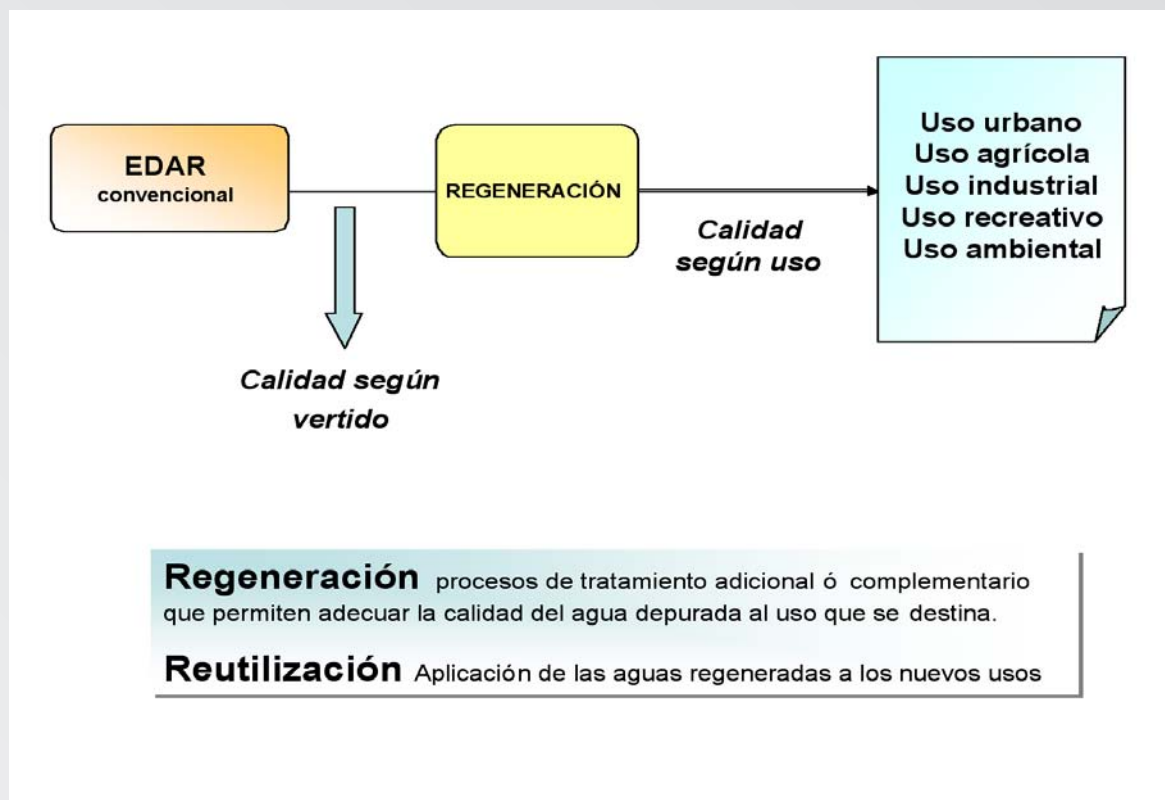 EDAR
convencional
REGENERACIÓN
Calidad
según uso
Uso urbano
Uso agrícola
Uso industrial
Uso recreativo
Uso ambiental
Calidad según
vertido
Regeneración procesos de tratamiento adicional ó complementario
que permiten adecuar la calidad del agua depurada al uso que se destina.
Reutilización Aplicación de las aguas regeneradas a los nuevos usos